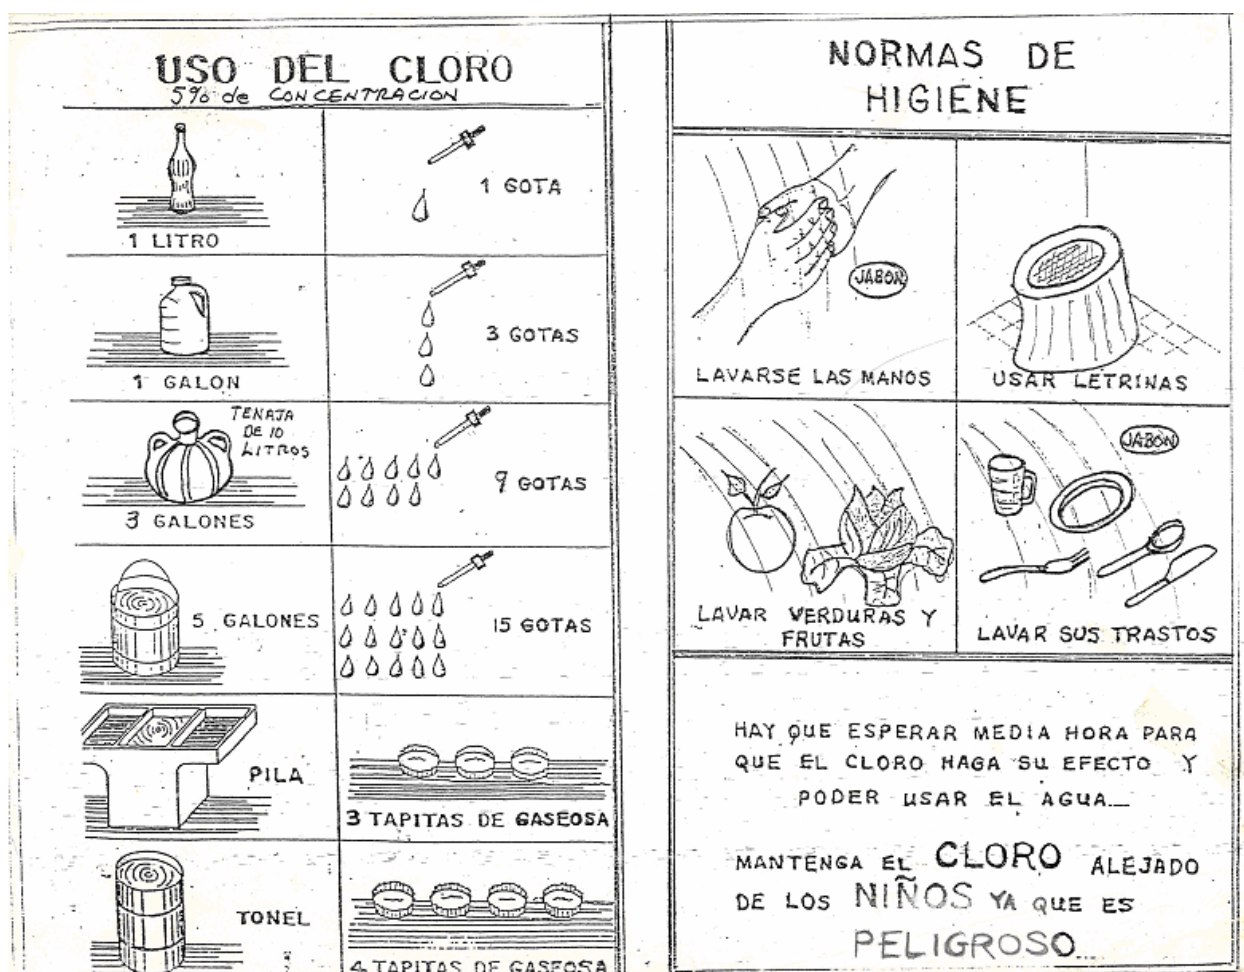 USO DEL CLORO
5% de CONCENTRACION
1 LITRO
1 GOTA
1 GALON
3 GOTAS
TENAJA
DE 10
LITROS
3 GALONES
9 GOTAS
5 GALONES
15 GOTAS
PILA
3 TAPITAS DE GASEOSA
TONEL
4 TAPITAS DE GASEOSA
NORMAS DE
HIGIENE
JABON
LAVARSE LAS MANOS
USAR LETRINAS
LAVAR VERDURAS Y
FRUTAS
JABON
LAVAR SUS TRASTOS
HAY QUE ESPERAR MEDIA HORA PARA
QUE EL CLORO HAGA SU EFECTO Y
PODER USAR EL AGUA...
MANTENGA EL CLORO ALEJADO
DE LOS NIÑOS YA QUE ES
PELIGROSO...